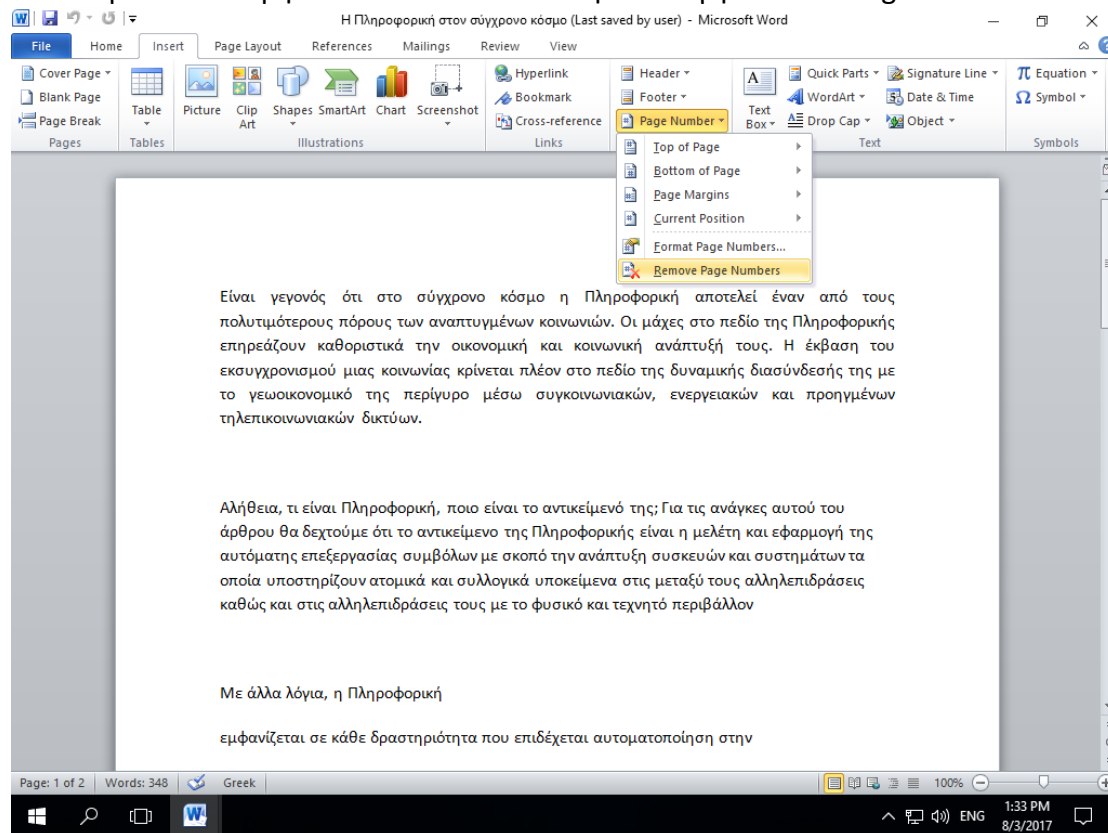 Η Πληροφορική στον σύγχρονο κόσμο (Last saved by user) - Microsoft Word
File Home Insert Page Layout References Mailings Review View
Cover Page
Blank Page
Page Break
Pages
Table
Tables
Picture Clip Art Shapes SmartArt Chart Screenshot
Illustrations
Hyperlink
Bookmark
Cross-reference
Links
Header
Footer
Page Number
Text Box
Quick Parts
WordArt
Drop Cap
Signature Line
Date & Time
Object
Text
Equation
Symbol
Symbols
Top of Page
Bottom of Page
Page Margins
Current Position
Format Page Numbers...
Remove Page Numbers
Είναι γεγονός ότι στο σύγχρονο κόσμο η Πληροφορική αποτελεί έναν από τους
πολυτιμότερους πόρους των αναπτυγμένων κοινωνιών. Οι μάχες στο πεδίο της Πληροφορικής
επηρεάζουν καθοριστικά την οικονομική και κοινωνική ανάπτυξή τους. Η έκβαση του
εκσυγχρονισμού μιας κοινωνίας κρίνεται πλέον στο πεδίο της δυναμικής διασύνδεσής της με
το γεωοικονομικό της περίγυρο μέσω συγκοινωνιακών, ενεργειακών και προηγμένων
τηλεπικοινωνιακών δικτύων.
Αλήθεια, τι είναι Πληροφορική, ποιο είναι το αντικείμενό της; Για τις ανάγκες αυτού του
άρθρου θα δεχτούμε ότι το αντικείμενο της Πληροφορικής είναι η μελέτη και εφαρμογή της
αυτόματης επεξεργασίας συμβόλων με σκοπό την ανάπτυξη συσκευών και συστημάτων τα
οποία υποστηρίζουν ατομικά και συλλογικά υποκείμενα στις μεταξύ τους αλληλεπιδράσεις
καθώς και στις αλληλεπιδράσεις τους με το φυσικό και τεχνητό περιβάλλον
Με άλλα λόγια, η Πληροφορική
εμφανίζεται σε κάθε δραστηριότητα που επιδέχεται αυτοματοποίηση στην
Page: 1 of 2 Words: 348 Greek 100%
ENG 1:33 PM
8/3/2017